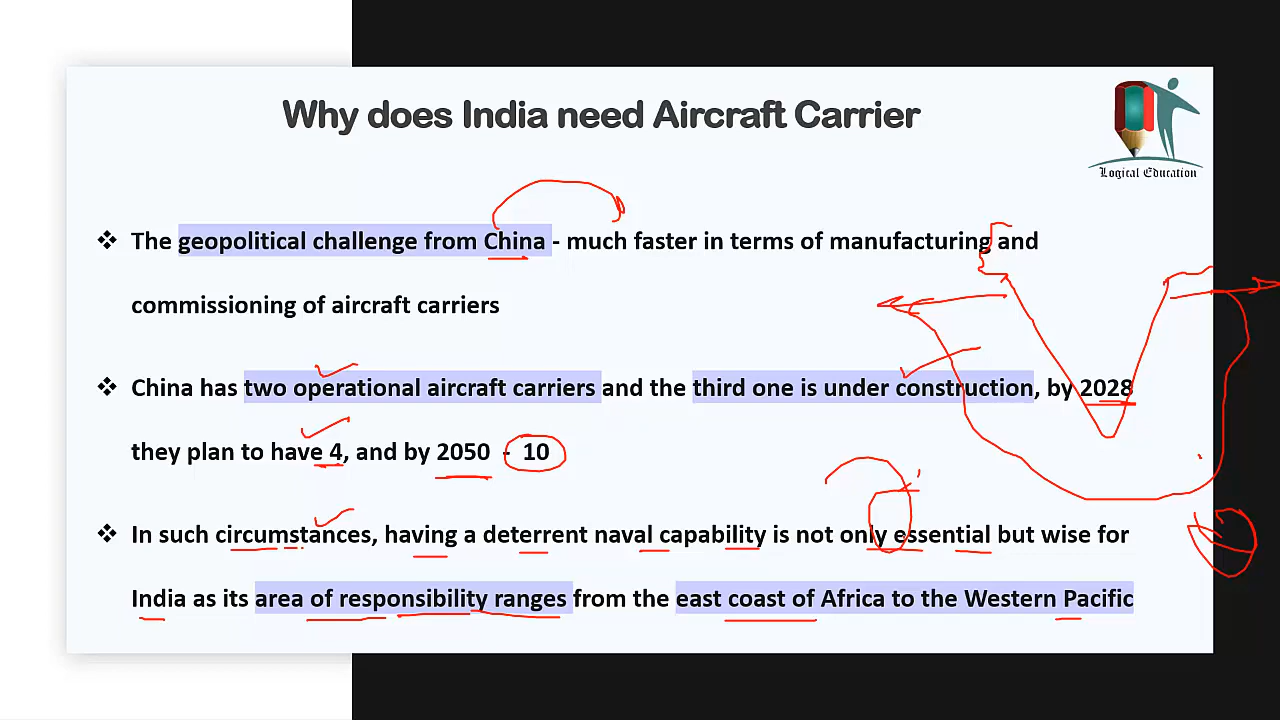 Why does India need Aircraft Carrier
Logical Education
❖ The geopolitical challenge from China - much faster in terms of manufacturing and
commissioning of aircraft carriers
❖ China has two operational aircraft carriers and the third one is under construction, by 2028
they plan to have 4, and by 2050 - 10
❖ In such circumstances, having a deterrent naval capability is not only essential but wise for
India as its area of responsibility ranges from the east coast of Africa to the Western Pacific